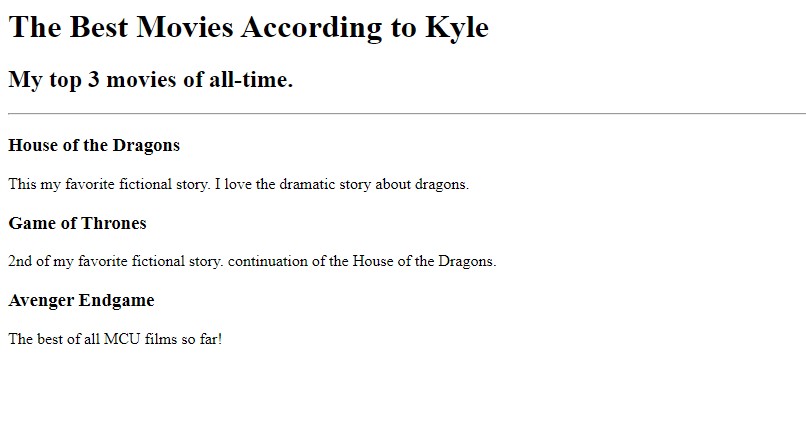 The Best Movies According to Kyle
My top 3 movies of all-time.
House of the Dragons
This my favorite fictional story. I love the dramatic story about dragons.
Game of Thrones
2nd of my favorite fictional story. continuation of the House of the Dragons.
Avenger Endgame
The best of all MCU films so far!